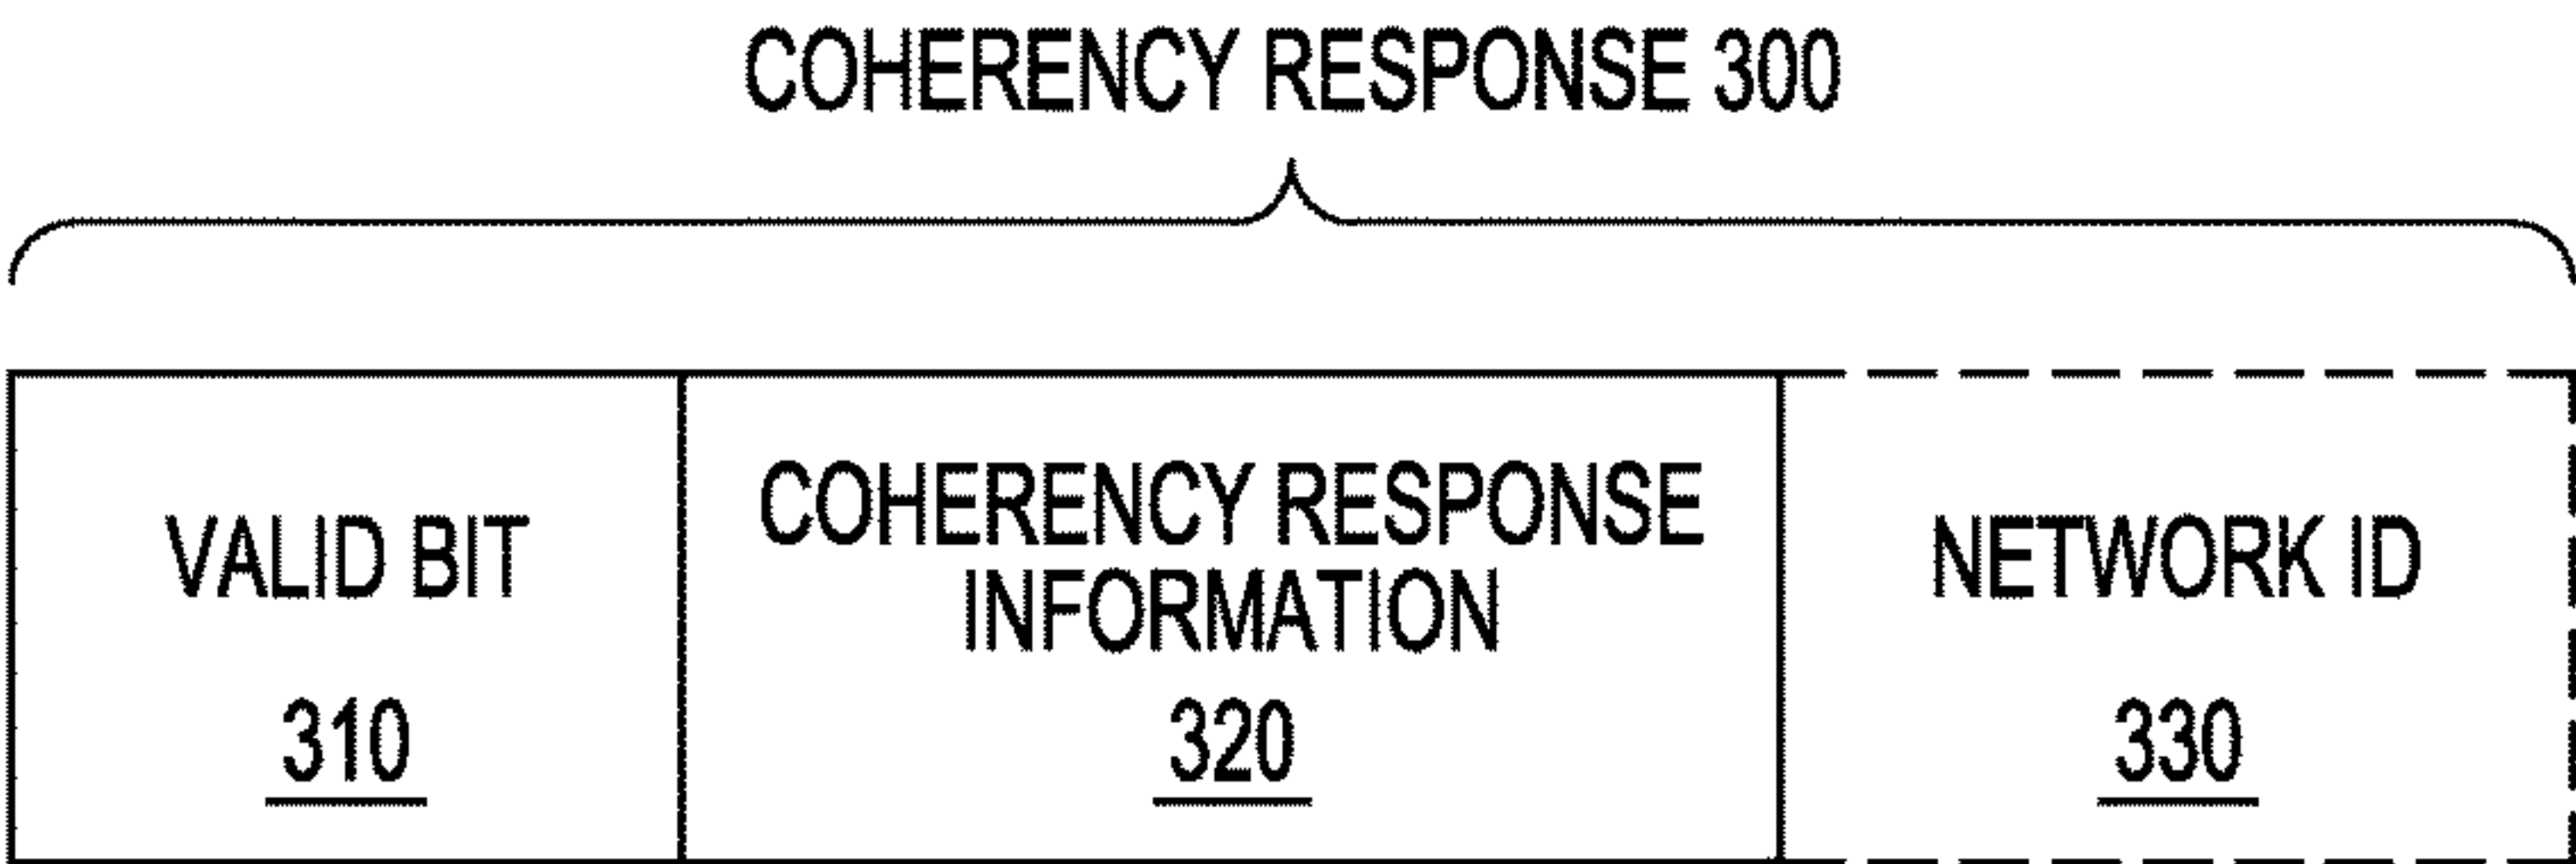 COHERENCY RESPONSE 300
VALID BIT
310
COHERENCY RESPONSE
INFORMATION
320
NETWORK ID
330